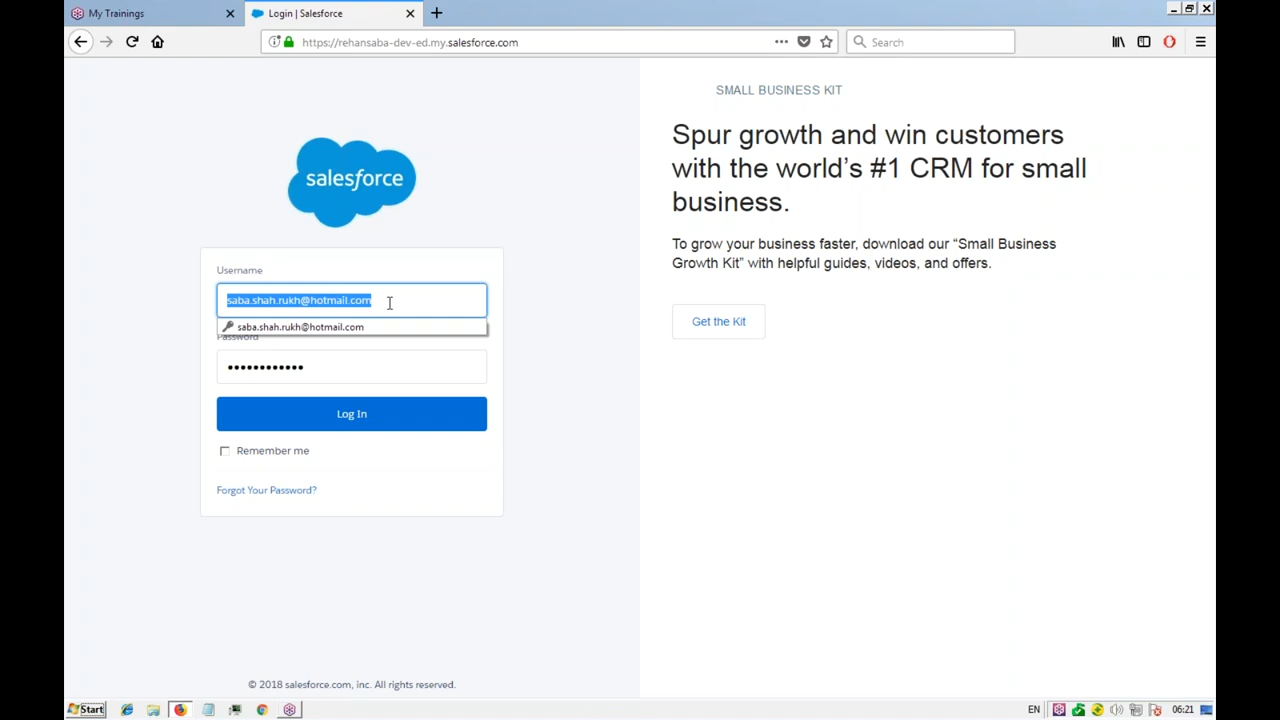 My Trainings
Login | Salesforce
https://rehansaba-dev-ed.my.salesforce.com
Search
salesforce
Username
saba.shah.rukh@hotmail.com
saba.shah.rukh@hotmail.com
Password
Log In
Remember me
Forgot Your Password?
© 2018 salesforce.com, inc. All rights reserved.
SMALL BUSINESS KIT
Spur growth and win customers
with the world’s #1 CRM for small
business.
To grow your business faster, download our “Small Business
Growth Kit” with helpful guides, videos, and offers.
Get the Kit
Start
EN
06:21